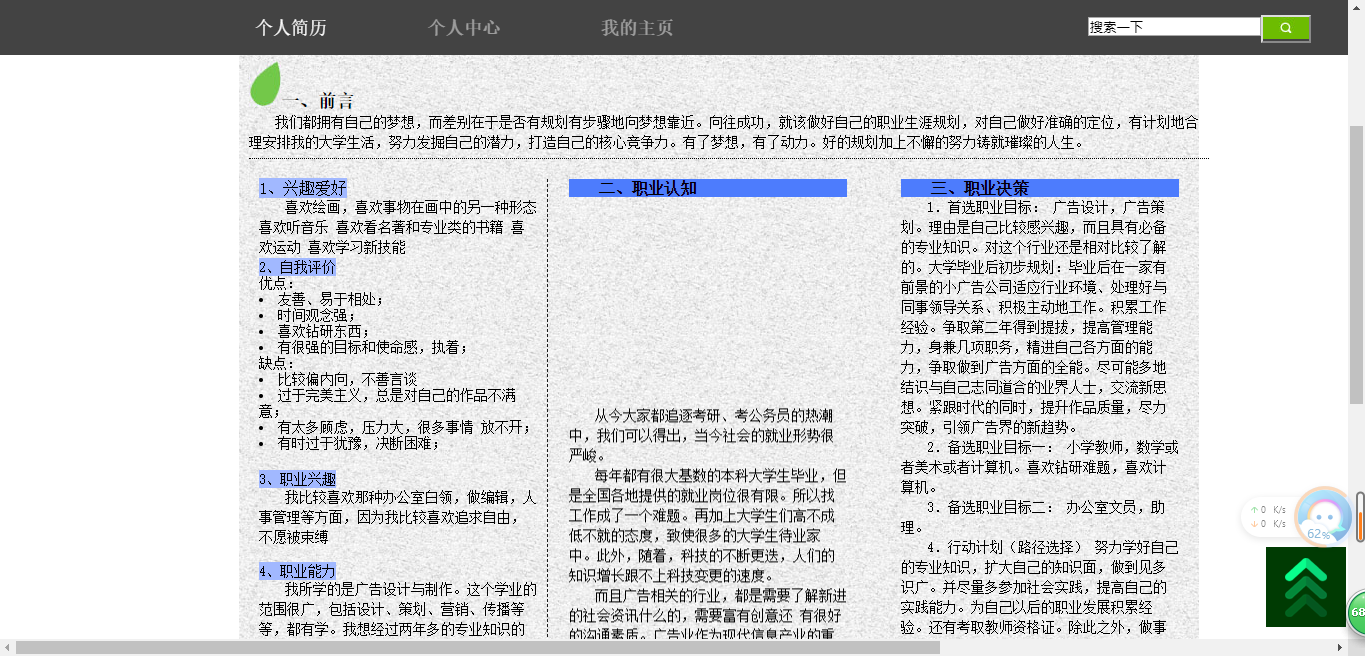 个人简历
个人中心
我的主页
搜索一下
一、前言
我们都拥有自己的梦想，而差别在于是否有规划有步骤地向梦想靠近。向往成功，就该做好自己的职业生涯规划，对自己做好准确的定位，有计划地合
理安排我的大学生活，努力发掘自己的潜力，打造自己的核心竞争力。有了梦想，有了动力。好的规划加上不懈的努力铸就璀璨的人生。
1、兴趣爱好
喜欢绘画，喜欢事物在画中的另一种形态
喜欢听音乐 喜欢看名著和专业类的书籍 喜
欢运动 喜欢学习新技能
2、自我评价
优点：
• 友善、易于相处；
• 时间观念强；
• 喜欢钻研东西；
• 有很强的目标和使命感，执着；
缺点：
• 比较偏内向，不善言谈
• 过于完美主义，总是对自己的作品不满
意；
• 有太多顾虑，压力大，很多事情 放不开；
• 有时过于犹豫，决断困难；
3、职业兴趣
我比较喜欢那种办公室白领，做编辑，人
事管理等方面，因为我比较喜欢追求自由，
不愿被束缚
4、职业能力
我所学的是广告设计与制作。这个学业的
范围很广，包括设计、策划、营销、传播等
等，都有学。我想经过两年多的专业知识的
二、职业认知
从今大家都追逐考研、考公务员的热潮
中，我们可以得出，当今社会的就业形势很
严峻。
每年都有很大基数的本科大学生毕业，但
是全国各地提供的就业岗位很有限。所以找
工作成了一个难题。再加上大学生们高不成
低不就的态度，致使很多的大学生待业家
中。此外，随着，科技的不断更迭，人们的
知识增长跟不上科技变更的速度。
而且广告相关的行业，都是需要了解新进
的社会资讯什么的，需要富有创意还 有很好
的沟通素质。广告业作为现代信息产业的重
三、职业决策
1．首选职业目标： 广告设计，广告策
划。理由是自己比较感兴趣，而且具有必备
的专业知识。对这个行业还是相对比较了解
的。大学毕业后初步规划：毕业后在一家有
前景的小广告公司适应行业环境、处理好与
同事领导关系、积极主动地工作。积累工作
经验。争取第二年得到提拔，提高管理能
力，身兼几项职务，精进自己各方面的能
力，争取做到广告方面的全能。尽可能多地
结识与自己志同道合的业界人士，交流新思
想。紧跟时代的同时，提升作品质量，尽力
突破，引领广告界的新趋势。
2．备选职业目标一： 小学教师，数学或
者美术或者计算机。喜欢钻研难题，喜欢计
算机。
3．备选职业目标二： 办公室文员，助
理。
4．行动计划（路径选择） 努力学好自己
的专业知识，扩大自己的知识面，做到见多
识广。并尽量多参加社会实践，提高自己的
实践能力。为自己以后的职业发展积累经
验。还有考取教师资格证。除此之外，做事
↑ 0 K/s
↓ 0 K/s
62%
68